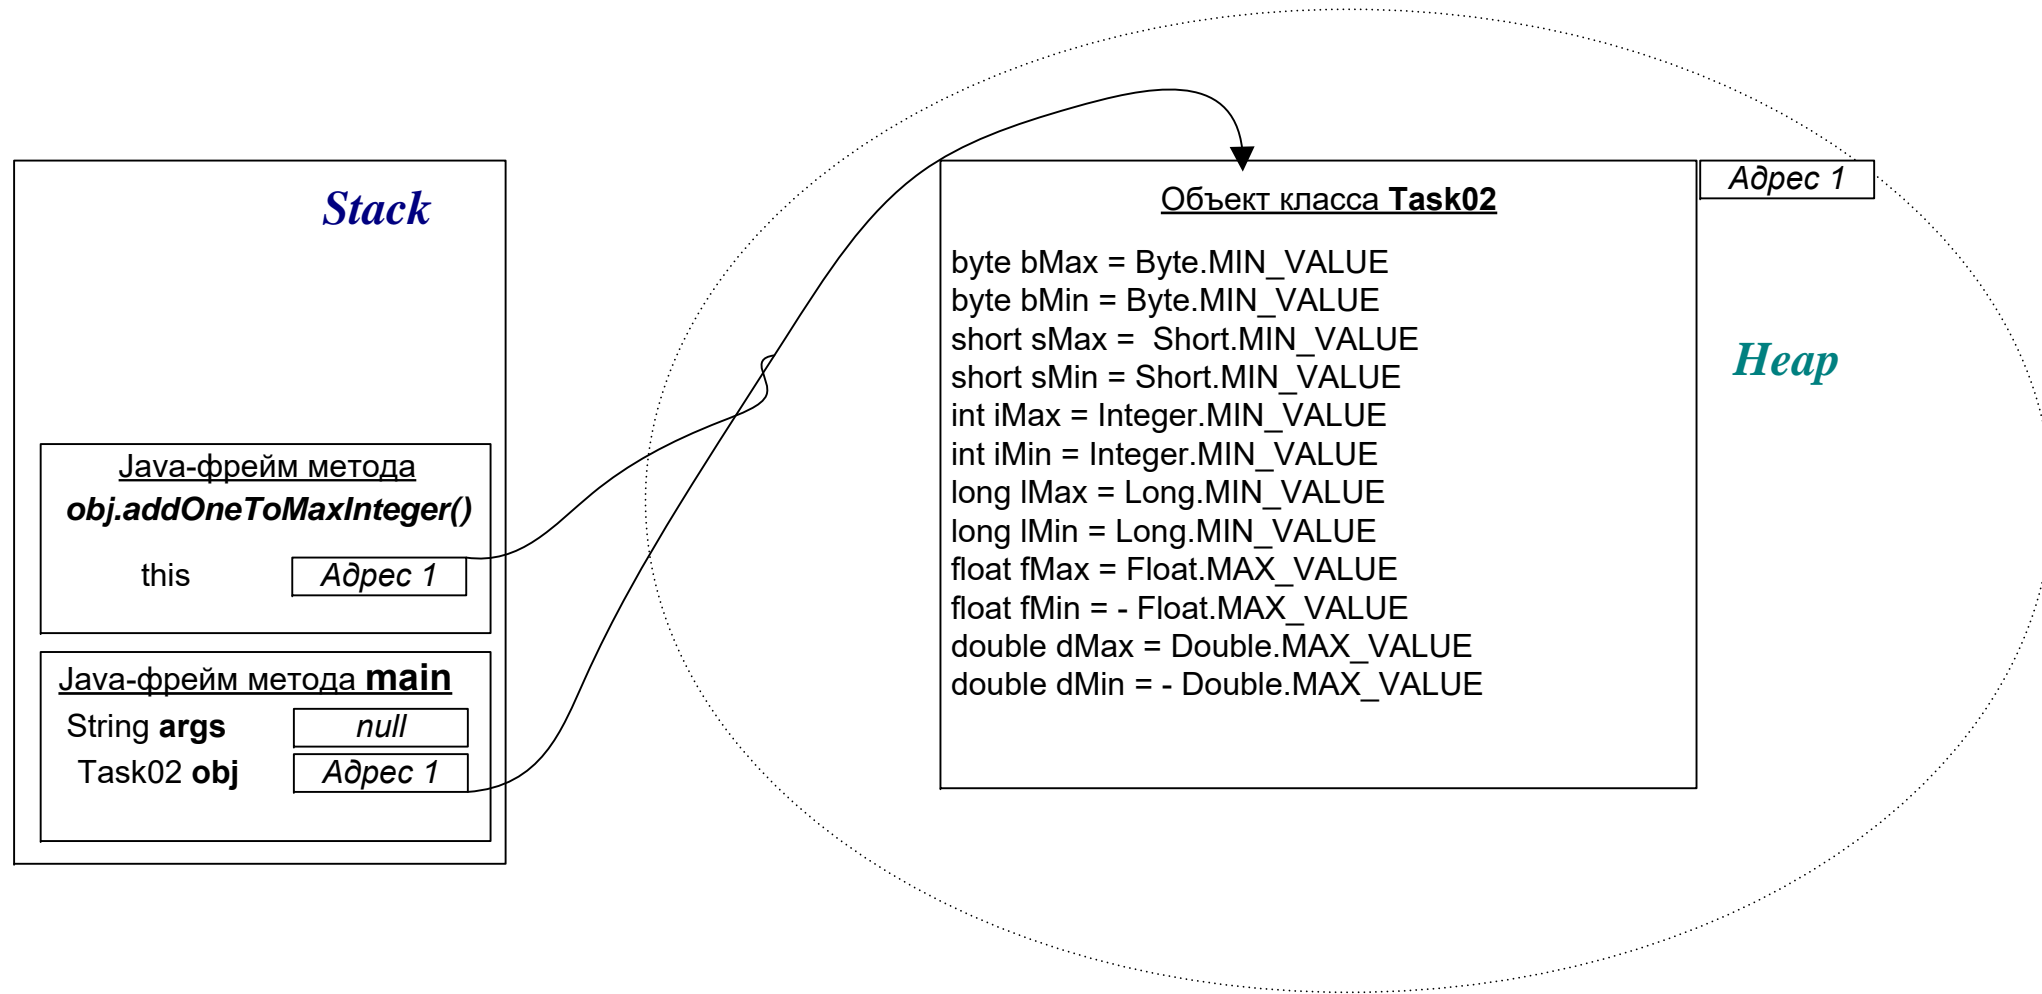 Stack
Java-фрейм метода
obj.addOneToMaxInteger()
this
Адрес 1
Java-фрейм метода main
String args
null
Task02 obj
Адрес 1
Адрес 1
Объект класса Task02
byte bMax = Byte.MIN_VALUE
byte bMin = Byte.MIN_VALUE
short sMax =  Short.MIN_VALUE
short sMin = Short.MIN_VALUE
int iMax = Integer.MIN_VALUE
int iMin = Integer.MIN_VALUE
long lMax = Long.MIN_VALUE
long lMin = Long.MIN_VALUE
float fMax = Float.MAX_VALUE
float fMin = - Float.MAX_VALUE
double dMax = Double.MAX_VALUE
double dMin = - Double.MAX_VALUE
Heap